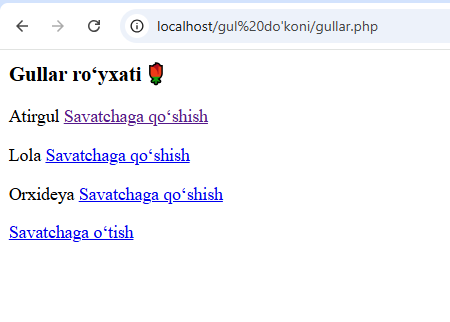 localhost/gul%20do'koni/gullar.php
Gullar ro‘yxati 🌹
Atirgul Savatchaga qo‘shish
Lola Savatchaga qo‘shish
Orxideya Savatchaga qo‘shish
Savatchaga o‘tish